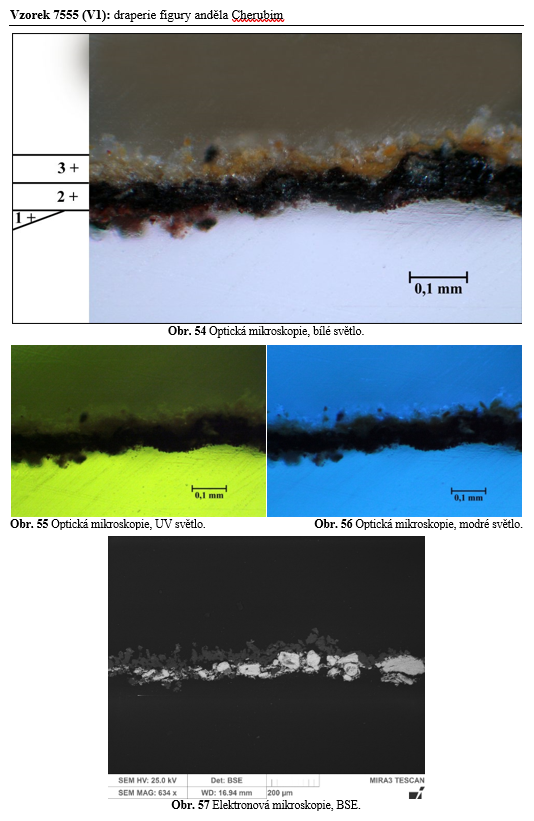 Vzorek 7555 (V1): draperie figury anděla Cherubim
3 +
2 +
1 +
0,1 mm
Obr. 54 Optická mikroskopie, bílé světlo.
0,1 mm
0,1 mm
Obr. 55 Optická mikroskopie, UV světlo.
Obr. 56 Optická mikroskopie, modré světlo.
SEM HV: 25.0 kV Det: BSE MIRA3 TESCAN
SEM MAG: 634 x WD: 16.94 mm 200 µm
Obr. 57 Elektronová mikroskopie, BSE.